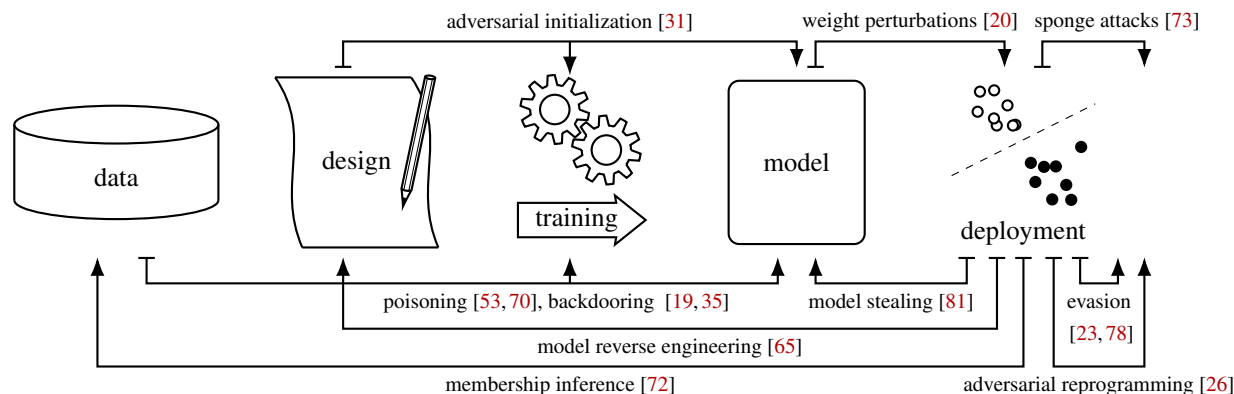 adversarial initialization [31]
weight perturbations [20]
sponge attacks [73]
data
design
training
model
deployment
poisoning [53, 70], backdooring [19, 35]
model stealing [81]
evasion
[23, 78]
model reverse engineering [65]
membership inference [72]
adversarial reprogramming [26]